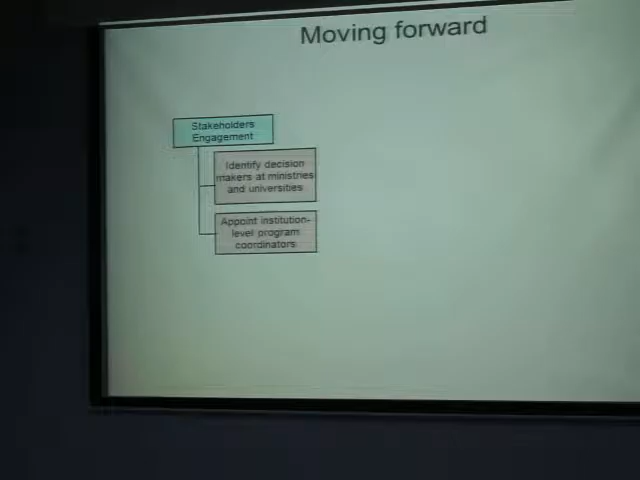 Moving forward
Stakeholders
Engagement
Identify decision
makers at ministries
and universities
Appoint institution-
level program
coordinators